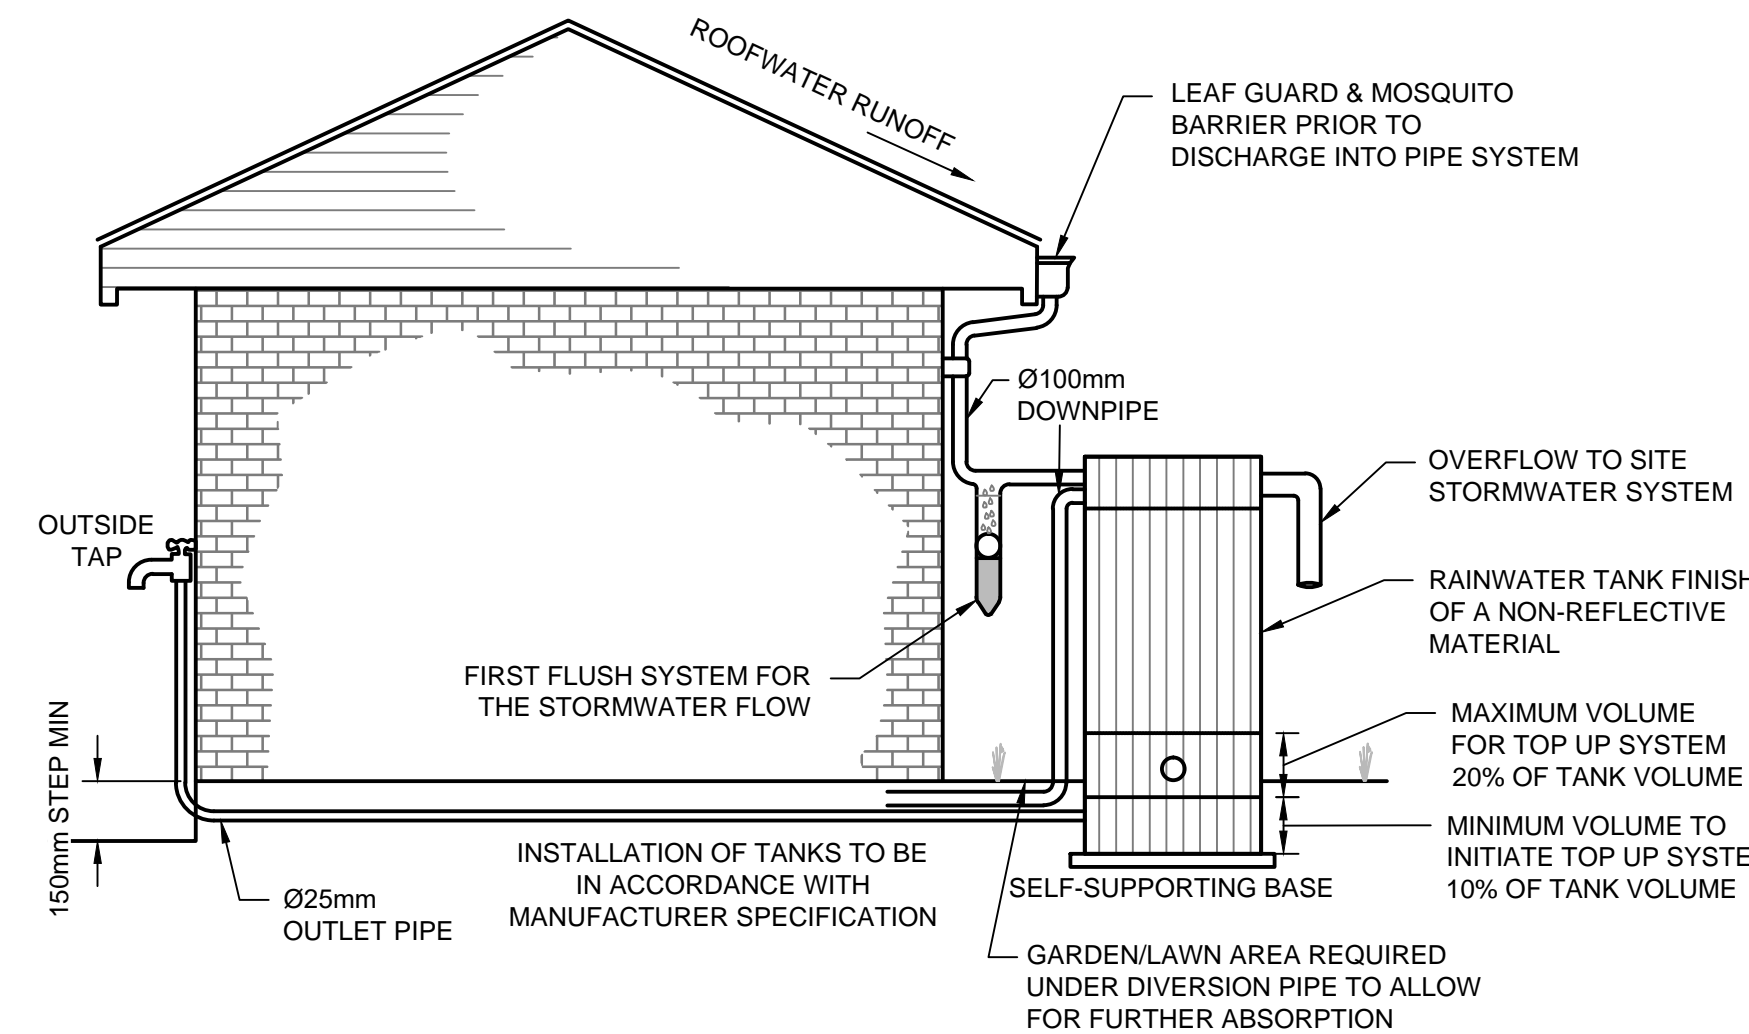 ROOFWATER RUNOFF
LEAF GUARD & MOSQUITO
BARRIER PRIOR TO
DISCHARGE INTO PIPE SYSTEM
Ø100mm
DOWNPIPE
OVERFLOW TO SITE
STORMWATER SYSTEM
OUTSIDE
TAP
RAINWATER TANK FINISH
OF A NON-REFLECTIVE
MATERIAL
FIRST FLUSH SYSTEM FOR
THE STORMWATER FLOW
MAXIMUM VOLUME
FOR TOP UP SYSTEM
20% OF TANK VOLUME
150mm STEP MIN
MINIMUM VOLUME TO
INITIATE TOP UP SYSTE
10% OF TANK VOLUME
INSTALLATION OF TANKS TO BE
IN ACCORDANCE WITH
MANUFACTURER SPECIFICATION
SELF-SUPPORTING BASE
Ø25mm
OUTLET PIPE
GARDEN/LAWN AREA REQUIRED
UNDER DIVERSION PIPE TO ALLOW
FOR FURTHER ABSORPTION